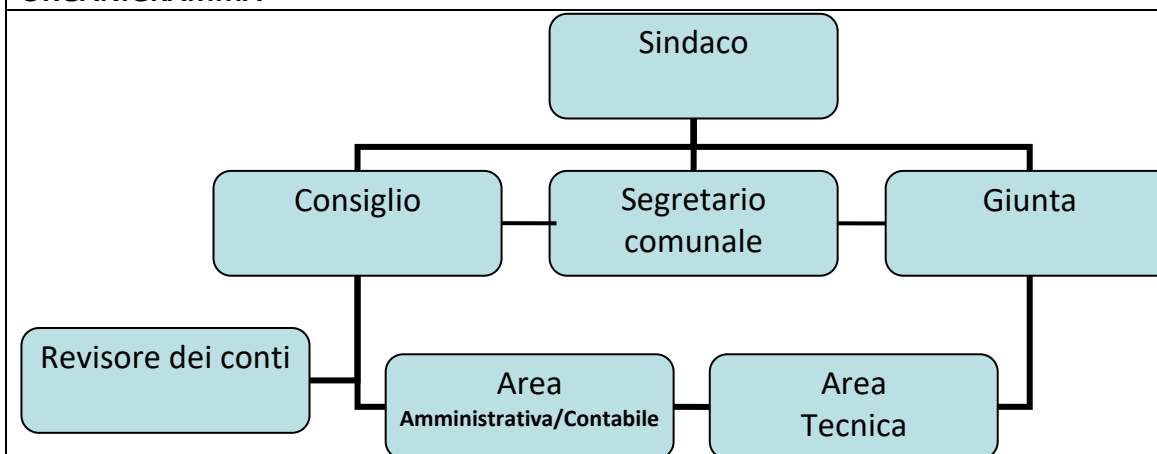 Sindaco
Consiglio
Segretario
comunale
Giunta
Revisore dei conti
Area
Amministrativa/Contabile
Area
Tecnica